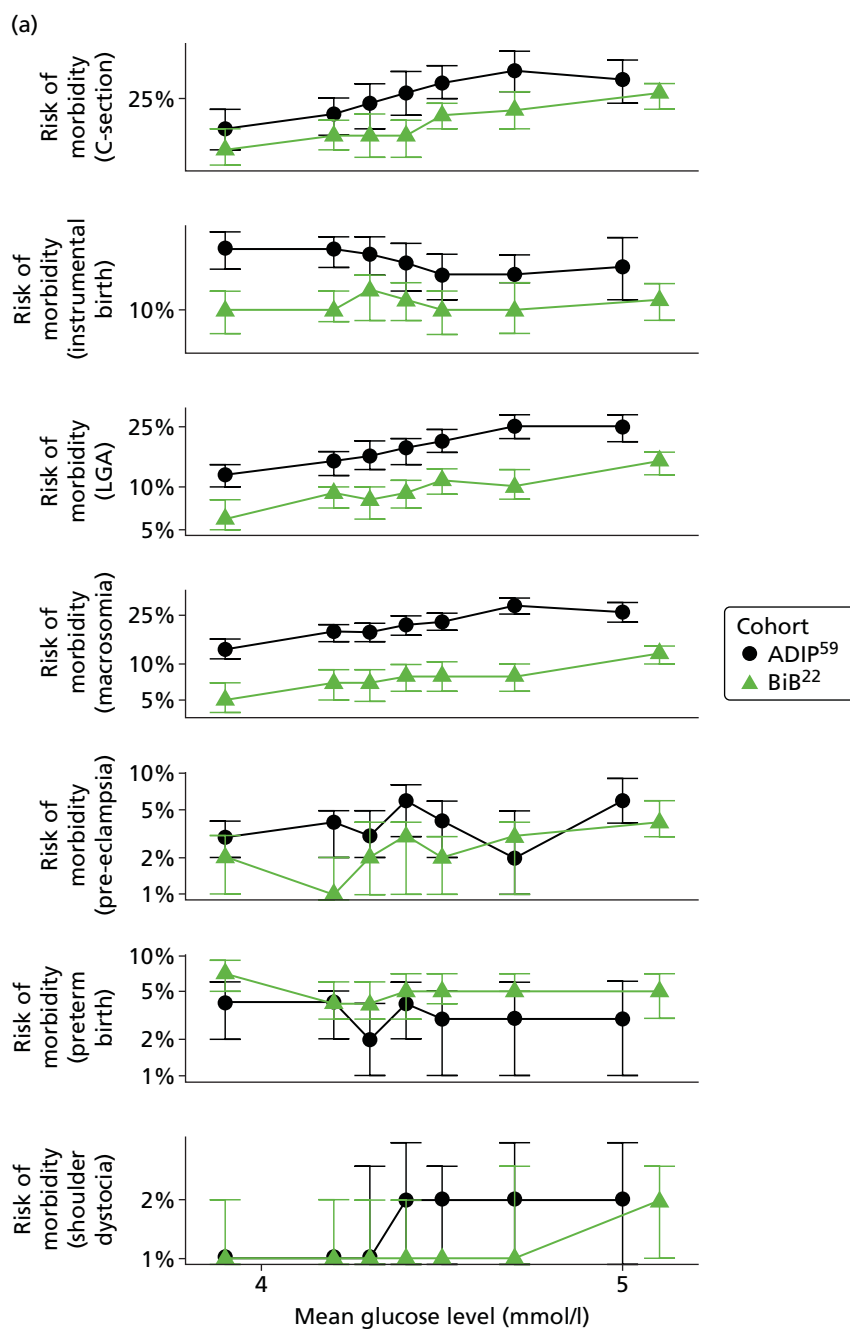 (a)
Risk of
morbidity
(C-section)
25%
Risk of
morbidity
(instrumental
birth)
10%
Risk of
morbidity
(LGA)
25%
10%
5%
Risk of
morbidity
(macrosomia)
25%
10%
5%
Cohort
ADIP59
BiB22
Risk of
morbidity
(pre-eclampsia)
10%
5%
2%
1%
Risk of
morbidity
(preterm
birth)
10%
5%
2%
1%
Risk of
morbidity
(shoulder
dystocia)
2%
1%
4
5
Mean glucose level (mmol/l)